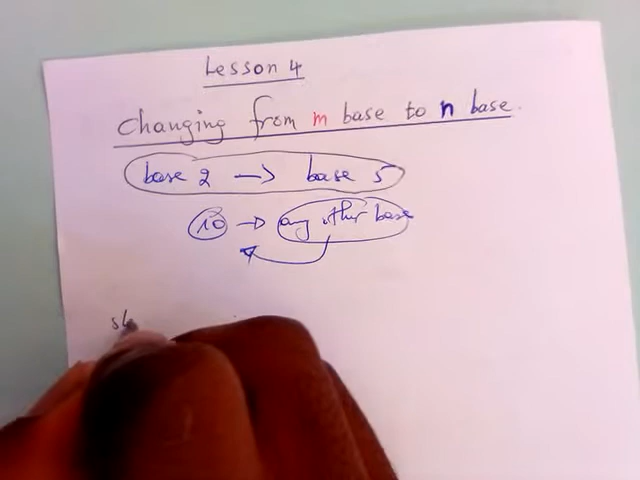 Lesson 4
Changing from m base to n base.
base 2 → base 5
10 → any other base